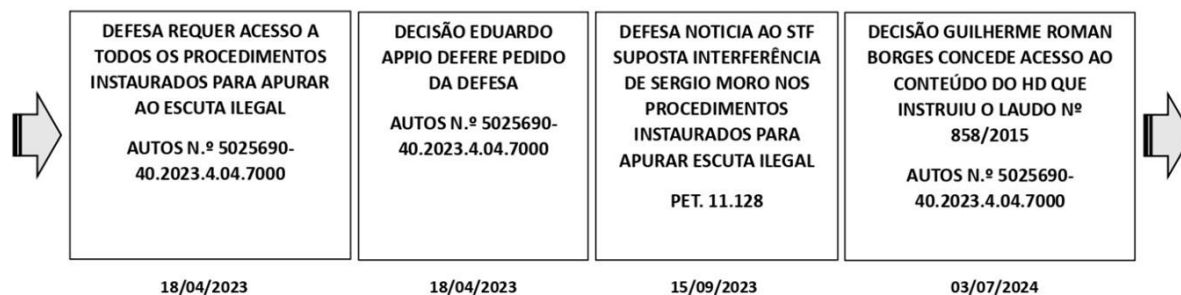 DEFESA REQUER ACESSO A
TODOS OS PROCEDIMENTOS
INSTAURADOS PARA APURAR
AO ESCUTA ILEGAL
AUTOS N.º 5025690-
40.2023.4.04.7000
18/04/2023
DECISÃO EDUARDO
APPIO DEFERE PEDIDO
DA DEFESA
AUTOS N.º 5025690-
40.2023.4.04.7000
18/04/2023
DEFESA NOTICIA AO STF
SUPOSTA INTERFERÊNCIA
DE SERGIO MORO NOS
PROCEDIMENTOS
INSTAURADOS PARA
APURAR ESCUTA ILEGAL
PET. 11.128
15/09/2023
DECISÃO GUILHERME ROMAN
BORGES CONCEDE ACESSO AO
CONTEÚDO DO HD QUE
INSTRUIU O LAUDO Nº
858/2015
AUTOS N.º 5025690-
40.2023.4.04.7000
03/07/2024